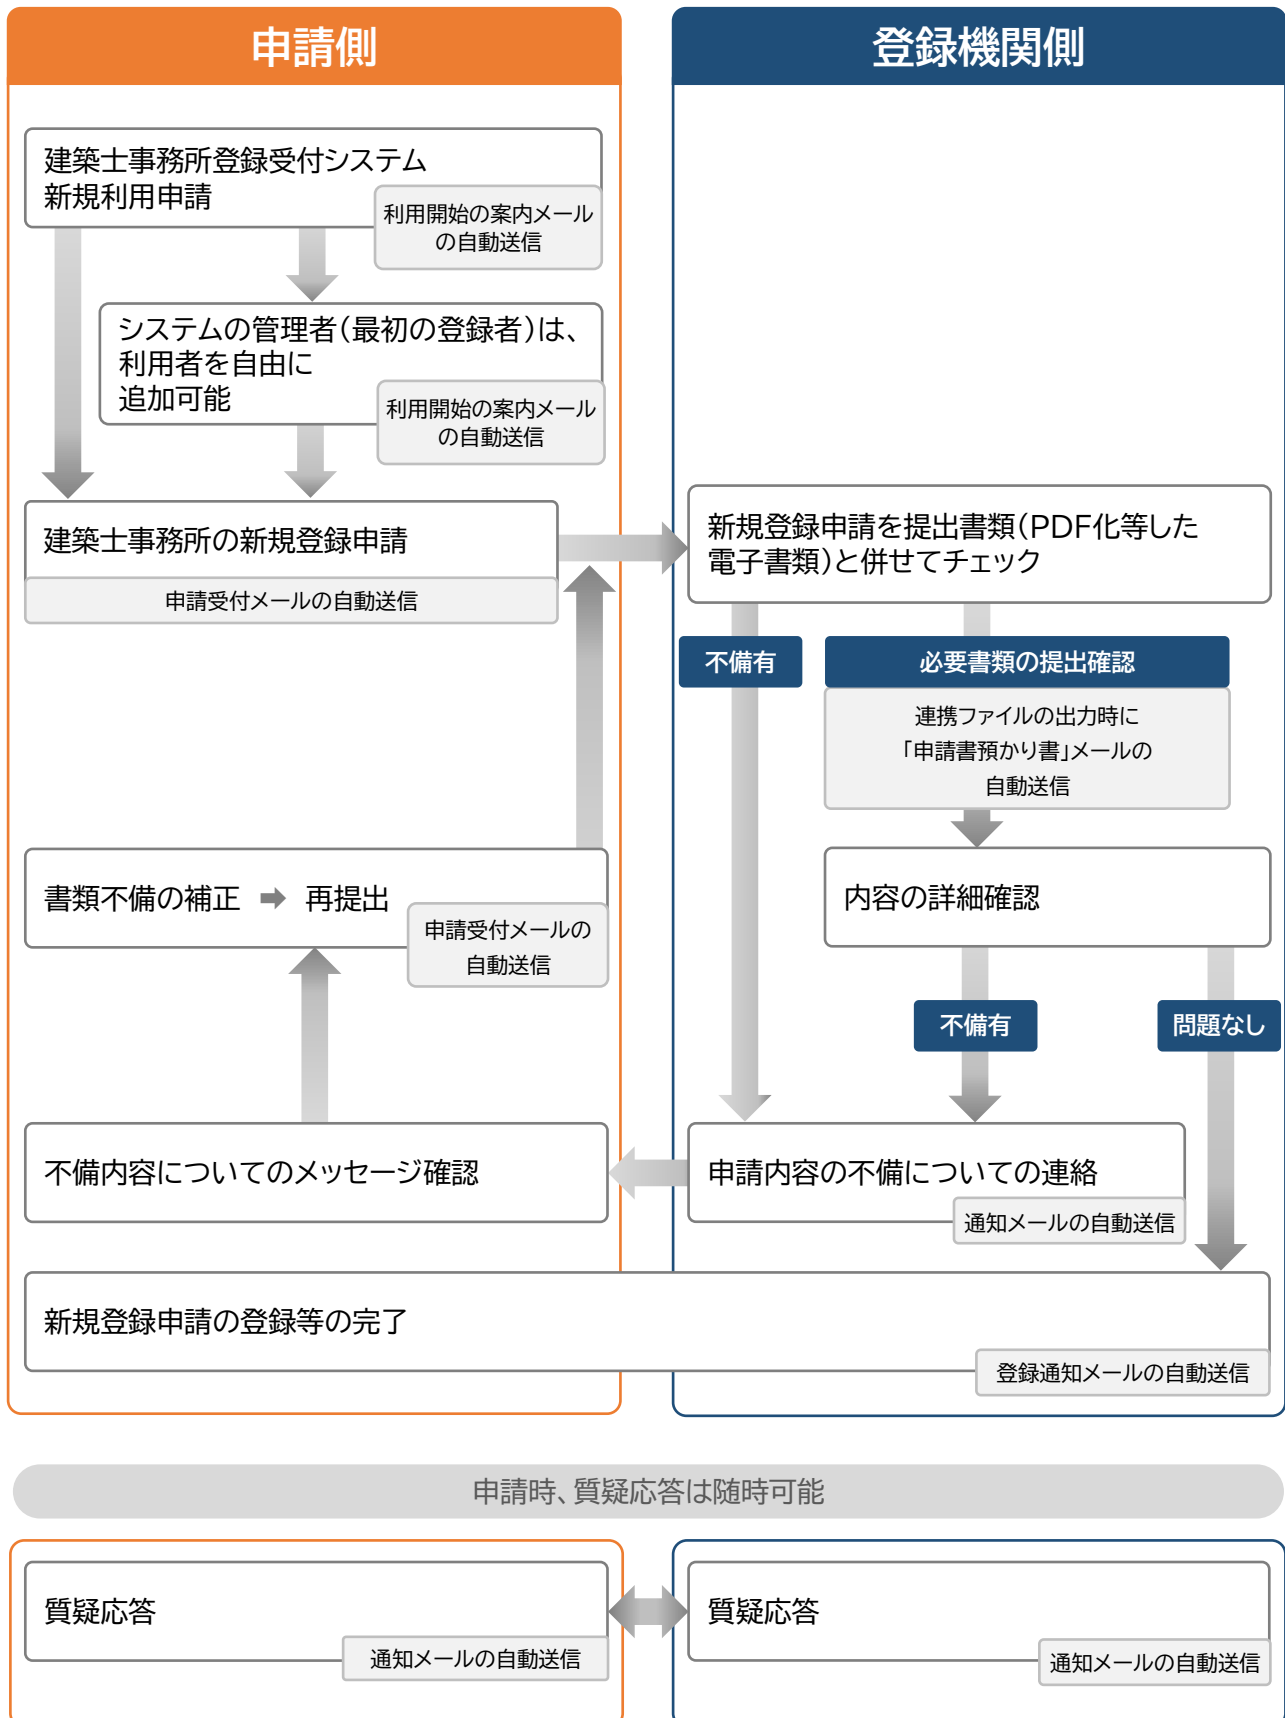 申請側
登録機関側
建築士事務所登録受付システム
新規利用申請
利用開始の案内メール
の自動送信
システムの管理者(最初の登録者)は、
利用者を自由に
追加可能
利用開始の案内メール
の自動送信
建築士事務所の新規登録申請
申請受付メールの自動送信
新規登録申請を提出書類(PDF化等した
電子書類)と併せてチェック
不備有
必要書類の提出確認
連携ファイルの出力時に
「申請書預かり書」メールの
自動送信
書類不備の補正 ➡ 再提出
申請受付メールの
自動送信
内容の詳細確認
不備有
問題なし
不備内容についてのメッセージ確認
申請内容の不備についての連絡
通知メールの自動送信
新規登録申請の登録等の完了
登録通知メールの自動送信
申請時、質疑応答は随時可能
質疑応答
通知メールの自動送信
質疑応答
通知メールの自動送信